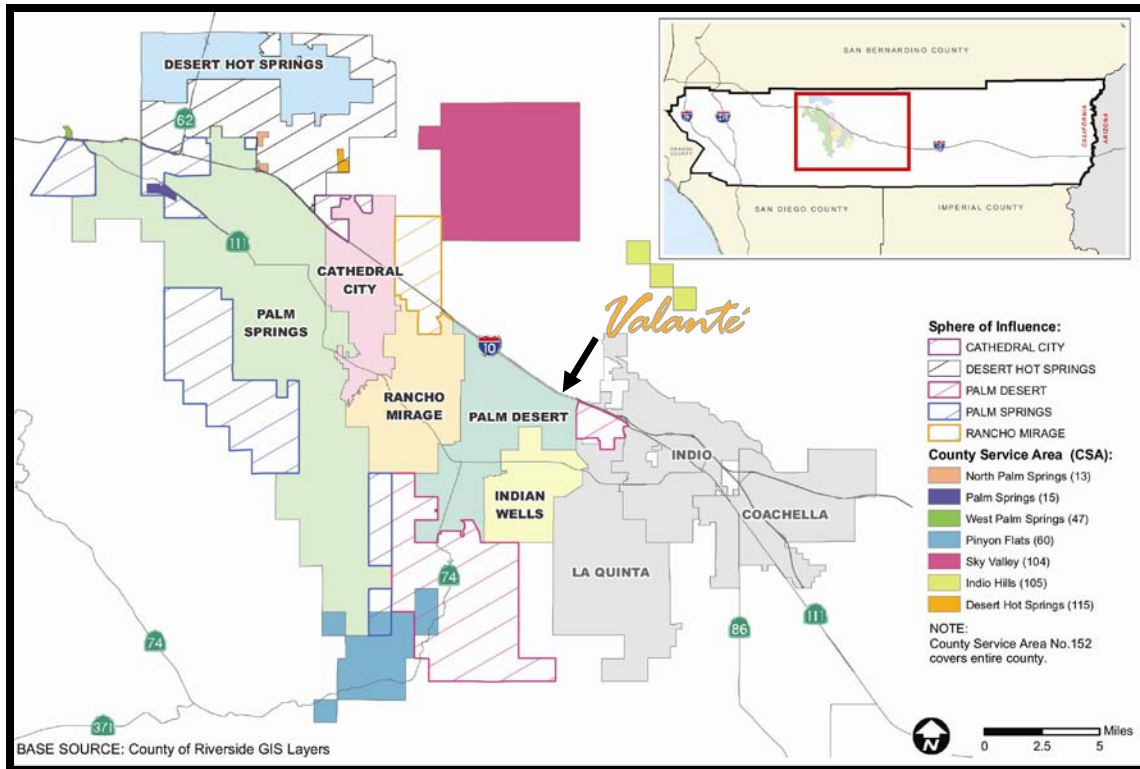 DESERT HOT SPRINGS
62
111
CATHEDRAL
CITY
PALM
SPRINGS
10
RANCHO
MIRAGE
PALM DESERT
INDIAN
WELLS
INDIO
COACHELLA
LA QUINTA
74
74
371
86
111
Valanté
SAN BERNARDINO COUNTY
ORANGE
COUNTY
SAN DIEGO COUNTY
IMPERIAL COUNTY
CALIFORNIA
ARIZONA
Sphere of Influence:
CATHEDRAL CITY
DESERT HOT SPRINGS
PALM DESERT
PALM SPRINGS
RANCHO MIRAGE
County Service Area (CSA):
North Palm Springs (13)
Palm Springs (15)
West Palm Springs (47)
Pinyon Flats (60)
Sky Valley (104)
Indio Hills (105)
Desert Hot Springs (115)
NOTE:
County Service Area No.152
covers entire county.
N
Miles
0 2.5 5
BASE SOURCE: County of Riverside GIS Layers